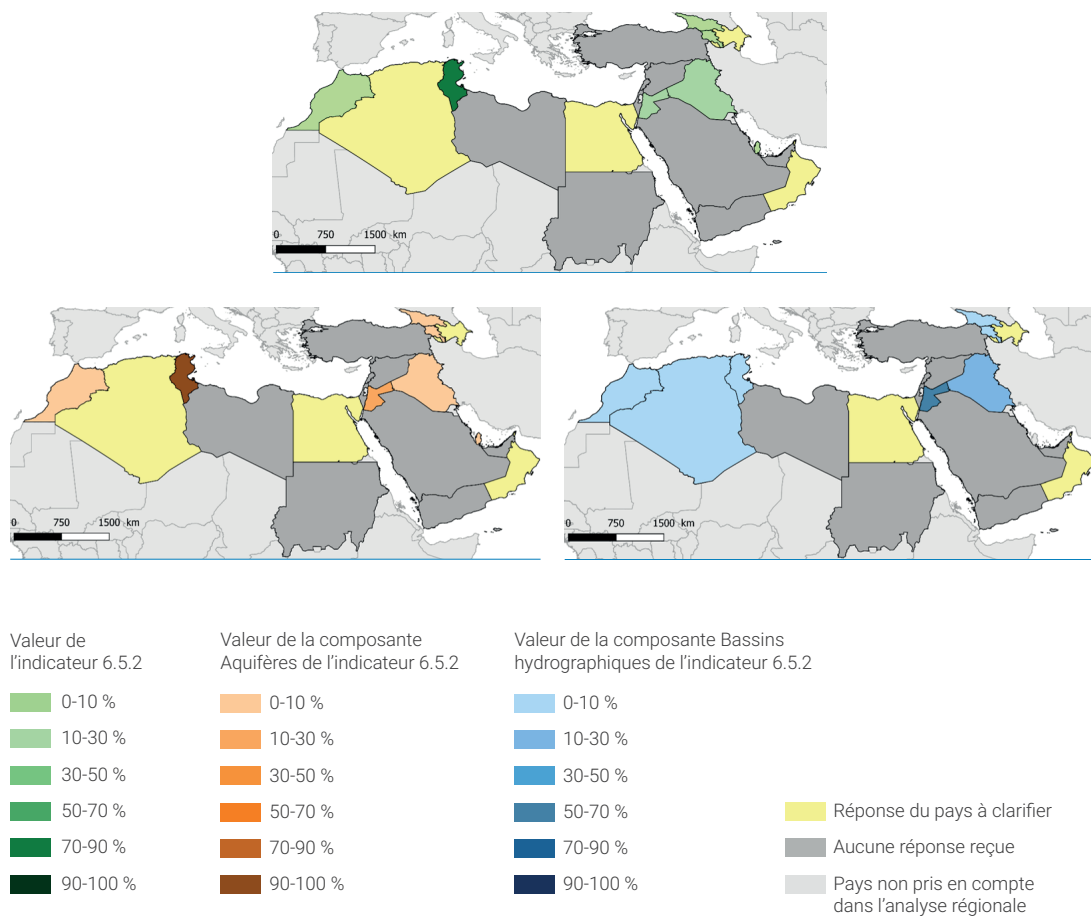 0 750 1500 km
0 750 1500 km
0 750 1500 km
Valeur de
l'indicateur 6.5.2
0-10 %
10-30 %
30-50 %
50-70 %
70-90 %
90-100 %
Valeur de la composante
Aquifères de l'indicateur 6.5.2
0-10 %
10-30 %
30-50 %
50-70 %
70-90 %
90-100 %
Valeur de la composante Bassins
hydrographiques de l'indicateur 6.5.2
0-10 %
10-30 %
30-50 %
50-70 %
70-90 %
90-100 %
Réponse du pays à clarifier
Aucune réponse reçue
Pays non pris en compte
dans l'analyse régionale